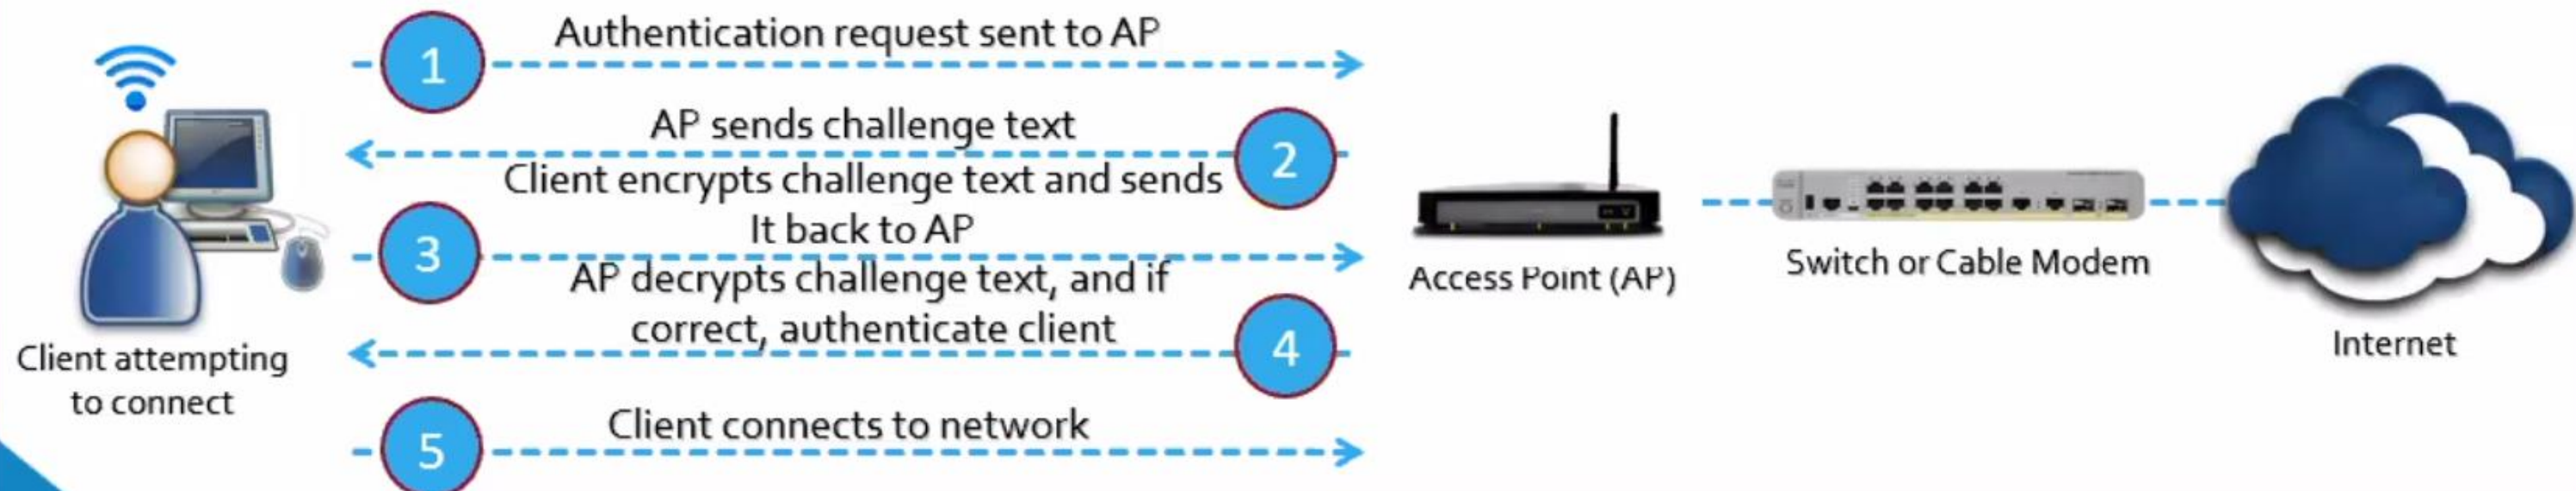 1
Authentication request sent to AP
AP sends challenge text
2
Client encrypts challenge text and sends
It back to AP
3
AP decrypts challenge text, and if
correct, authenticate client
4
Client connects to network
5
Client attempting
to connect
Access Point (AP)
Switch or Cable Modem
Internet